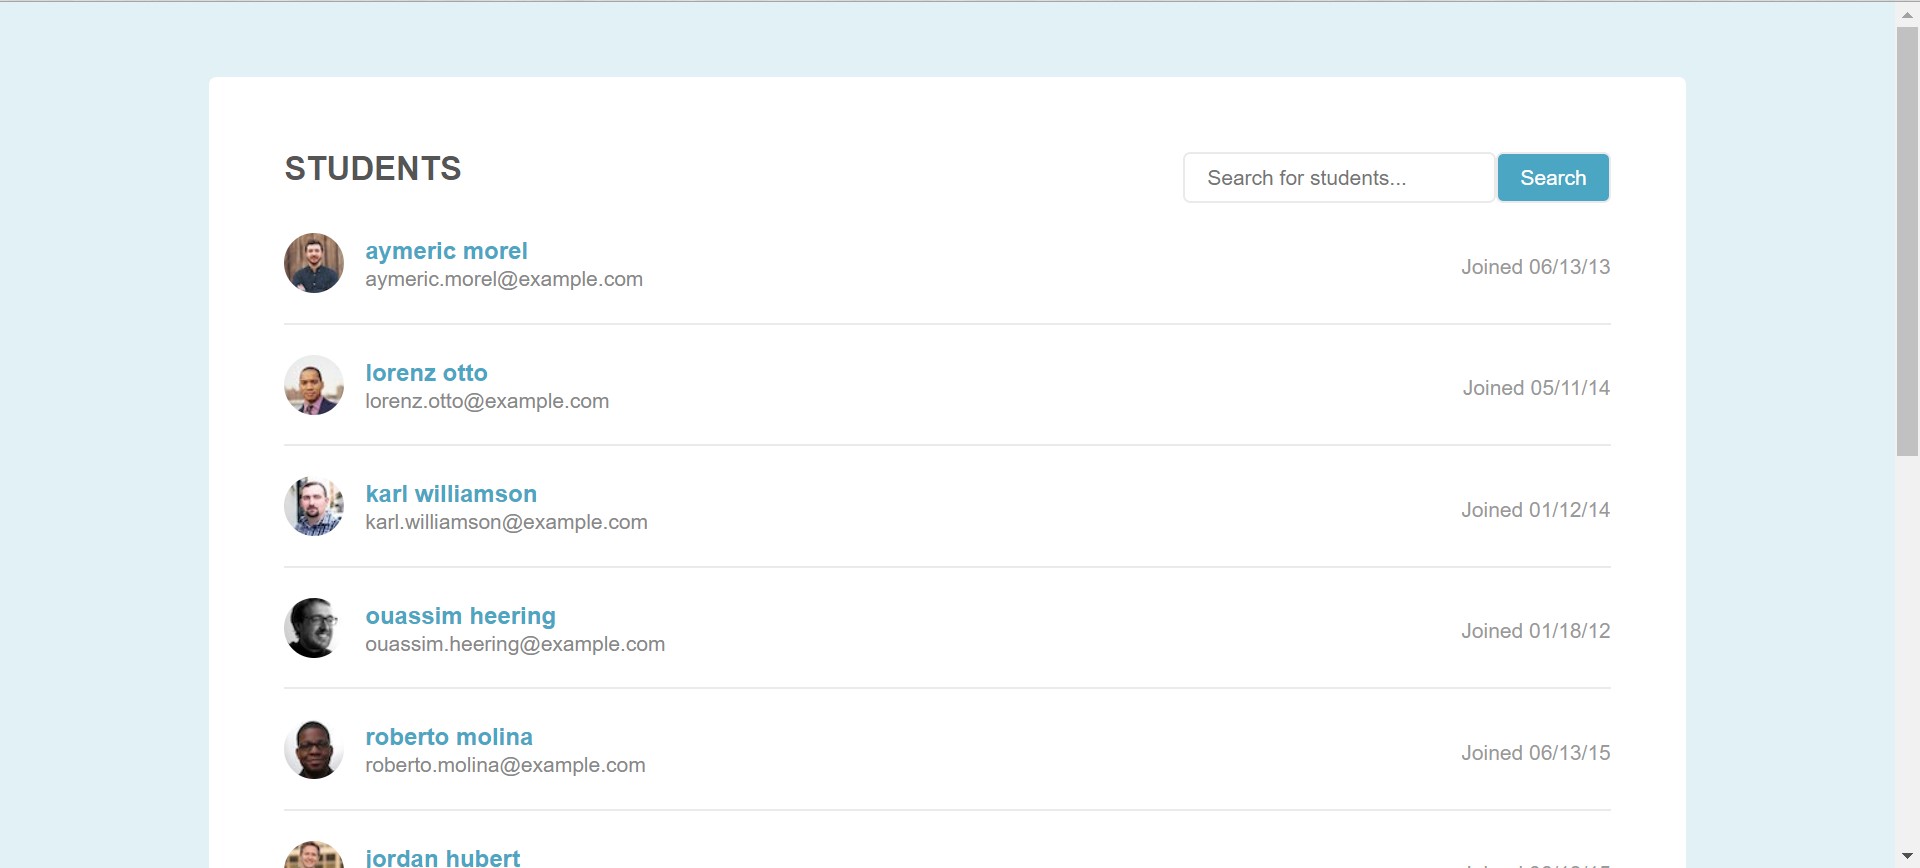 STUDENTS
Search for students...
Search
aymeric morel
aymeric.morel@example.com
Joined 06/13/13
lorenz otto
lorenz.otto@example.com
Joined 05/11/14
karl williamson
karl.williamson@example.com
Joined 01/12/14
ouassim heering
ouassim.heering@example.com
Joined 01/18/12
roberto molina
roberto.molina@example.com
Joined 06/13/15
jordan hubert